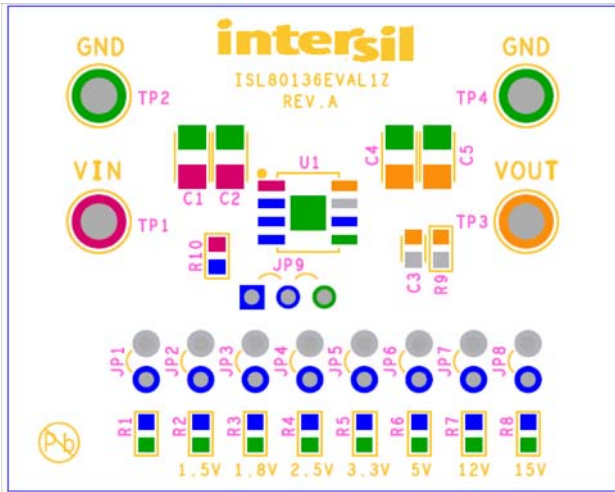 GND
intersil
GND
ISL80136EVAL1Z
REV.A
TP2
TP4
VIN
U1
C4
C5
VOUT
C1 C2
TP1
TP3
R10
JP9
C3
R9
JP1 JP2 JP3 JP4 JP5 JP6 JP7 JP8
R1 R2 R3 R4 R5 R6 R7 R8
Pb
1.5V 1.8V 2.5V 3.3V 5V 12V 15V